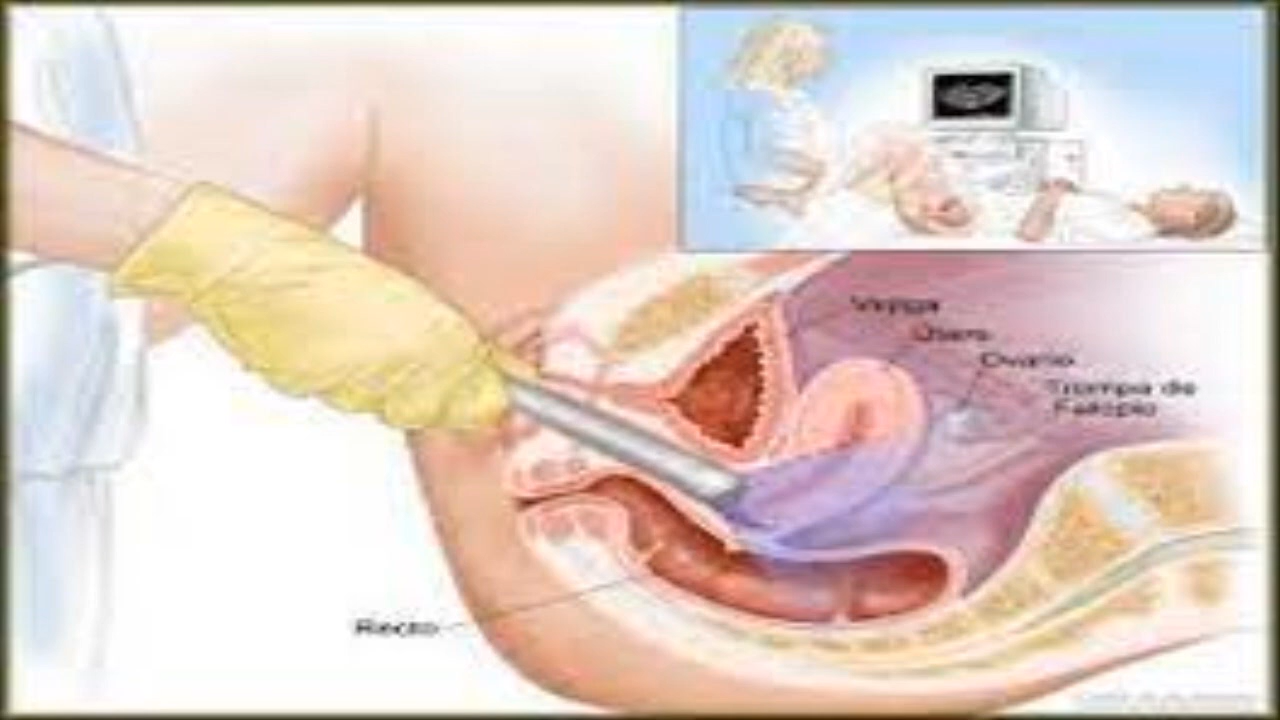 Vejiga
Útero
Ovario
Trompa de
Falopio
Recto